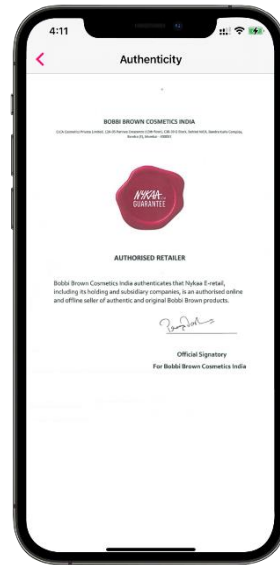 4:11
Authenticity
BOBBI BROWN COSMETICS INDIA
NYKAA
GUARANTEE
AUTHORISED RETAILER
Bobbi Brown Cosmetics India authenticates that Nykaa E-retail,
including its holding and subsidiary companies, is an authorised online
and offline seller of authentic and original Bobbi Brown products.
Official Signatory
For Bobbi Brown Cosmetics India